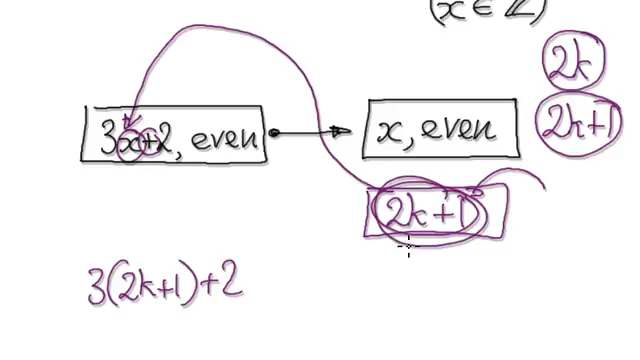 (x ∈ ℤ)
2k
3x+2, even
x, even
2k+1
2k+1
3(2k+1)+2